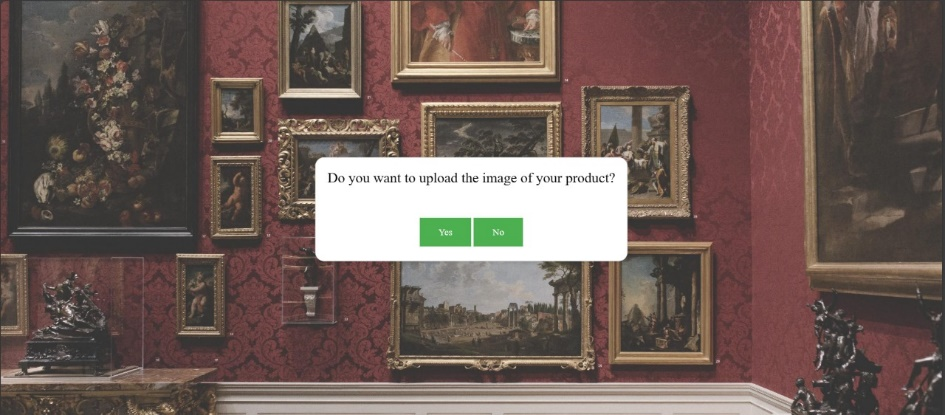 Do you want to upload the image of your product?
Yes No